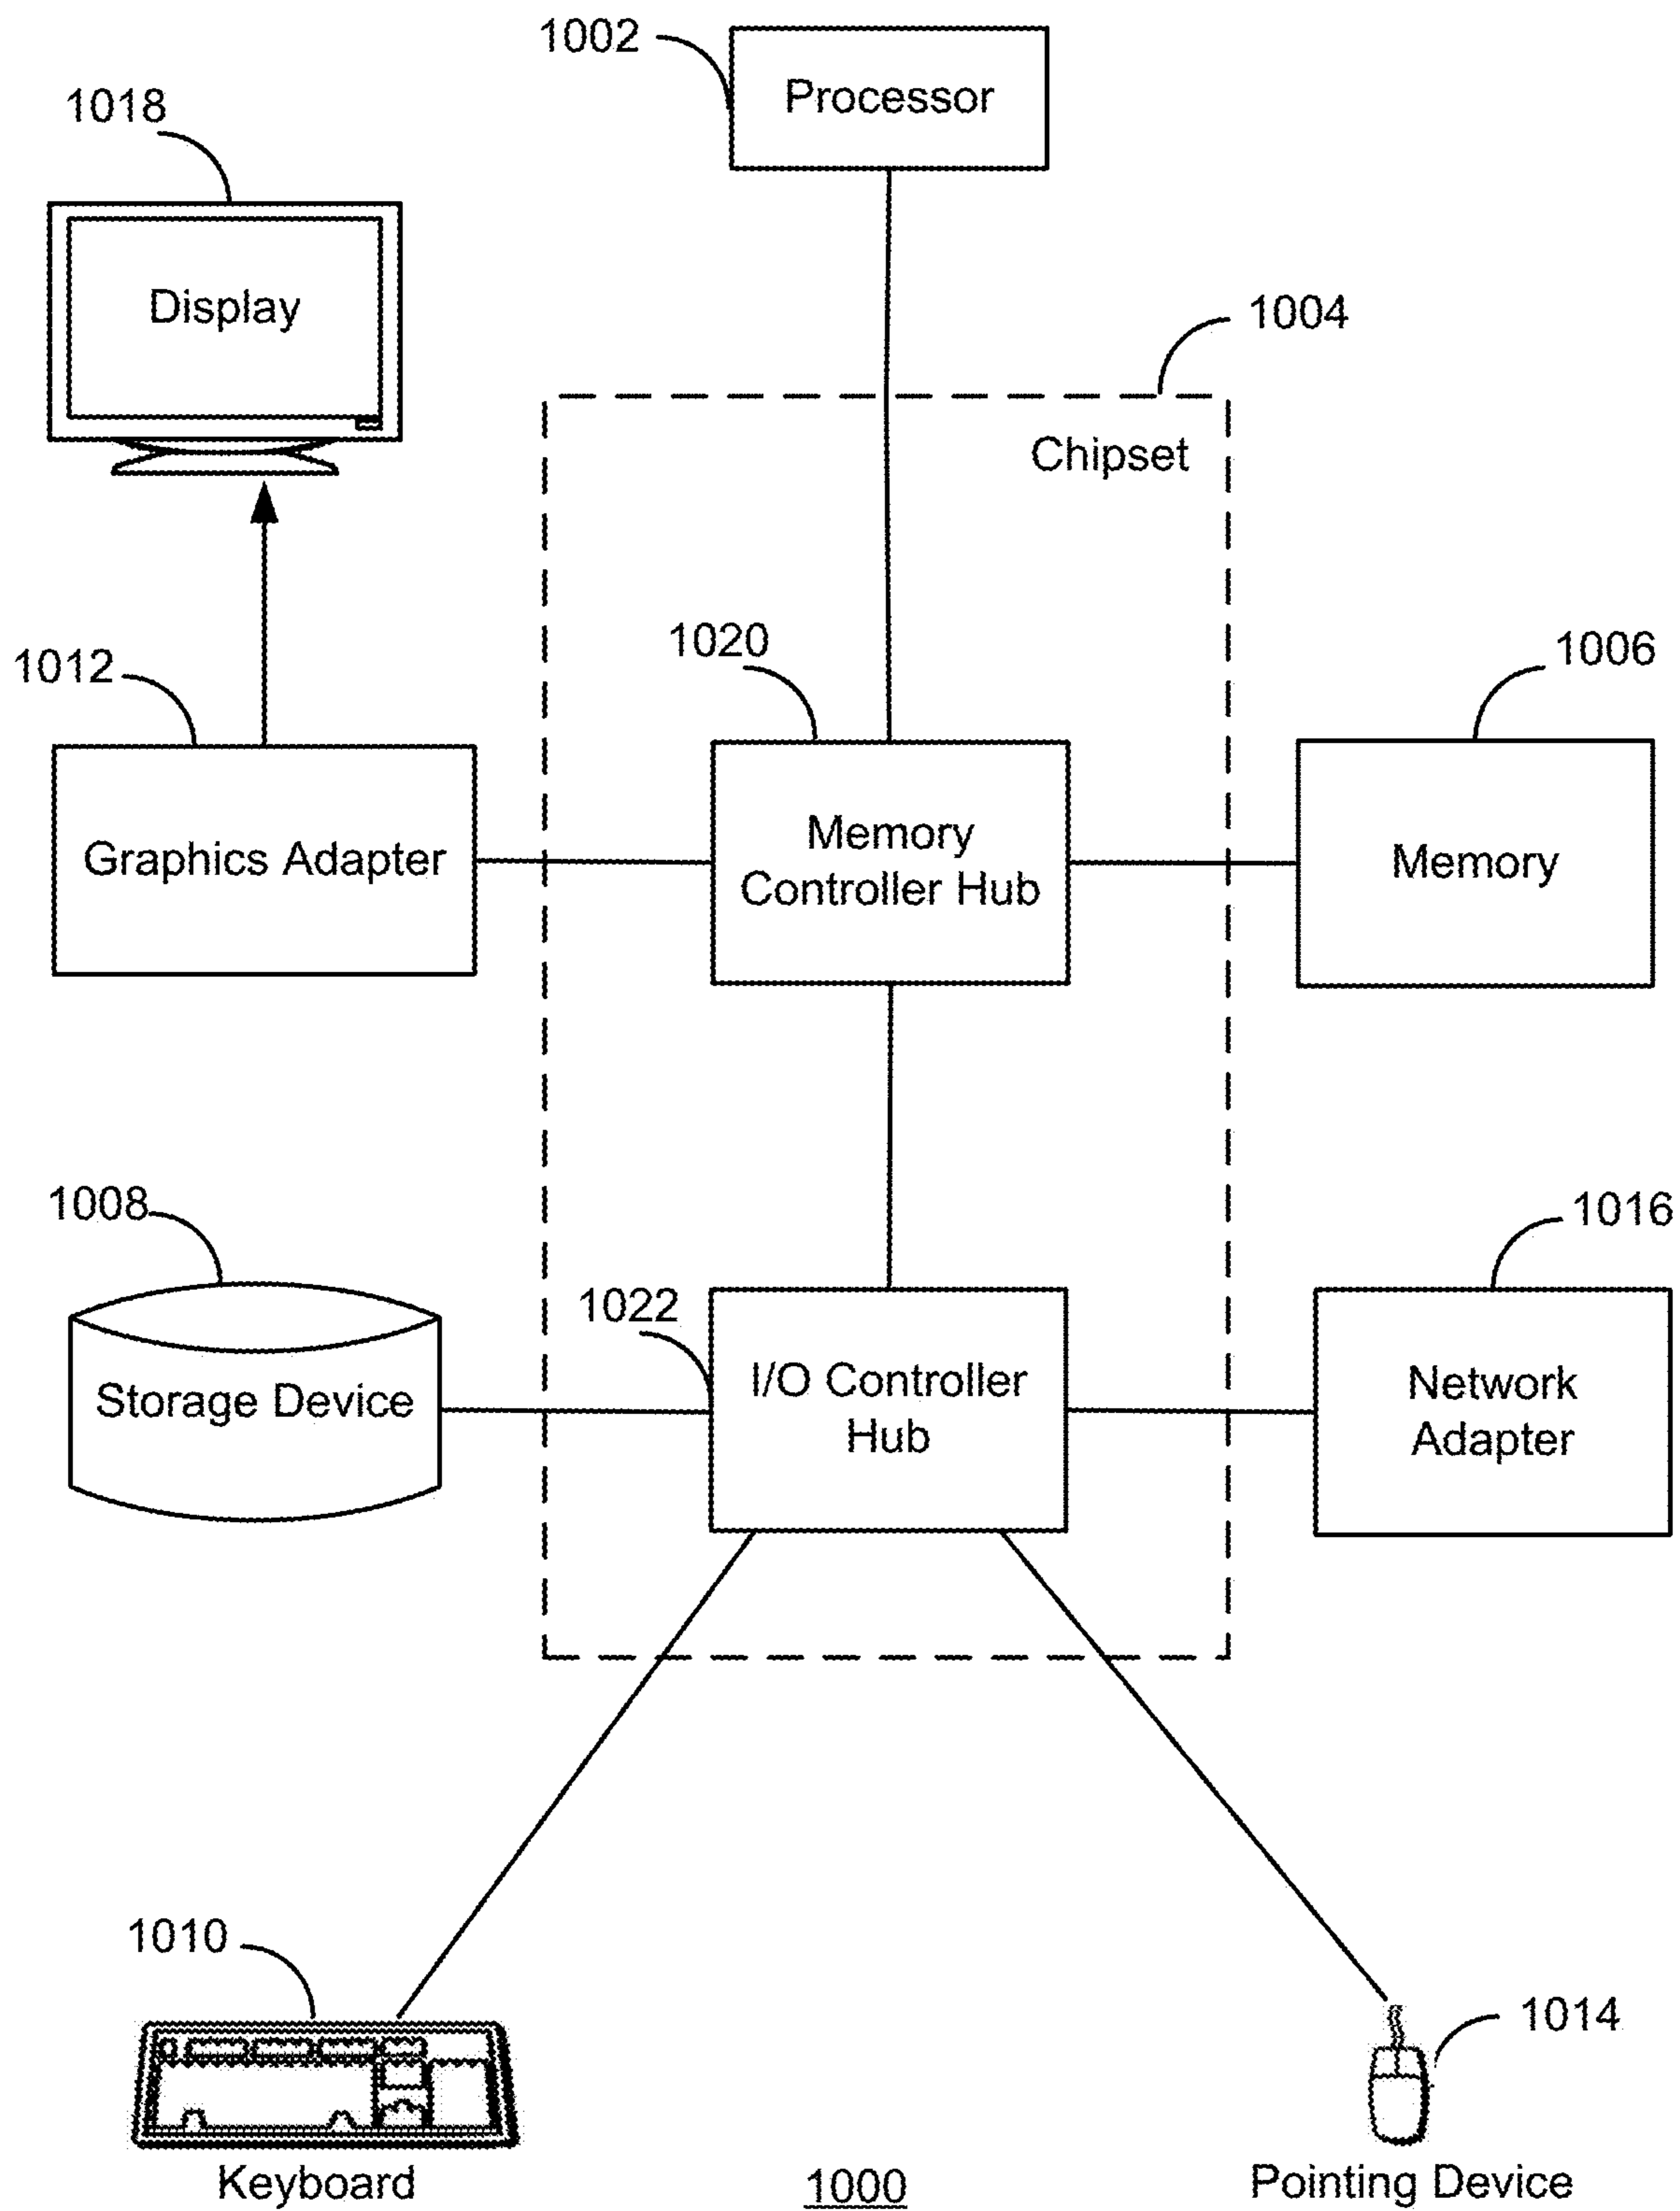 1002
Processor
1018
Display
1004
Chipset
1020
1006
1012
Memory
Controller Hub
Graphics Adapter
Memory
1008
1016
1022
I/O Controller
Hub
Storage Device
Network
Adapter
1010
1014
Keyboard
1000
Pointing Device